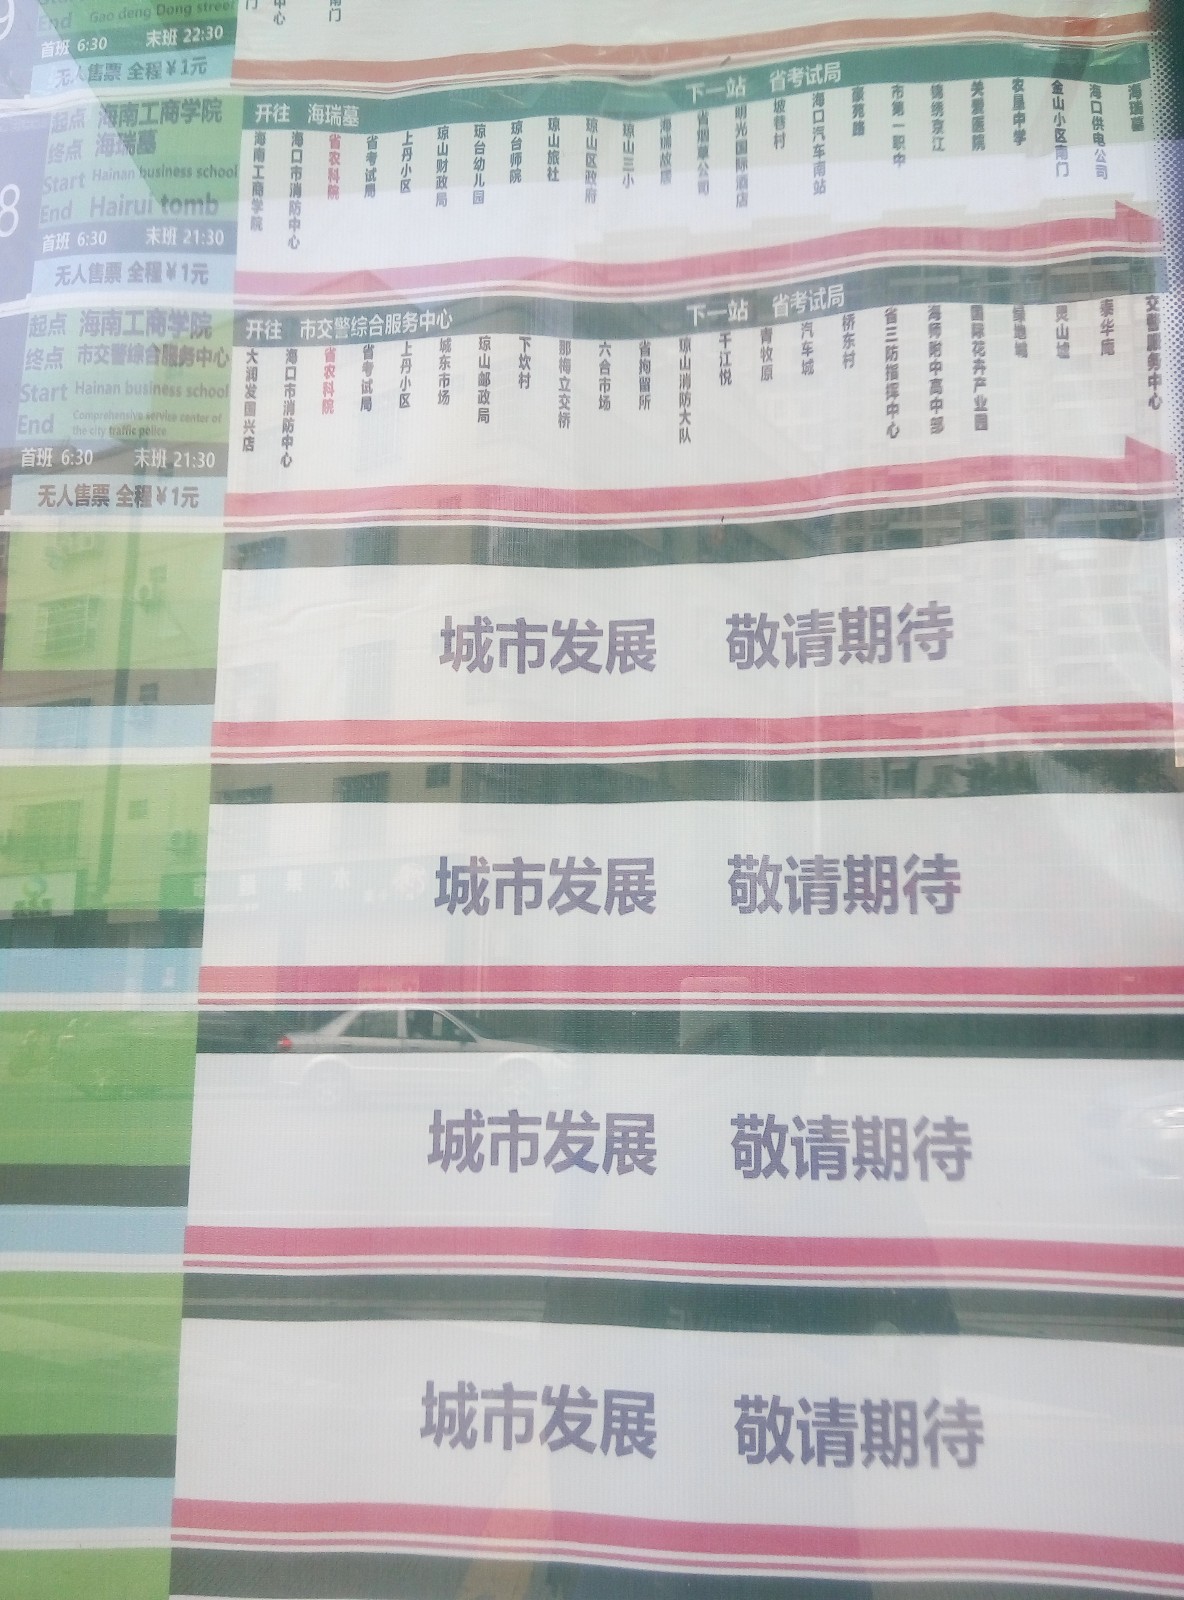 9
End Gao deng Dong street
首班 6:30 末班 22:30
无人售票 全程¥1元
8
起点 海南工商学院
终点 海瑞墓
Start Hainan business school
End Hairui tomb
首班 6:30 末班 21:30
无人售票 全程¥1元
开往 海瑞墓 下一站 省考试局
海南工商学院
海口市消防中心
省农科院
省考试局
上丹小区
琼山财政局
琼台幼儿园
琼台师院
琼山旅社
琼山区政府
琼山三小
海瑞故居
省烟草公司
明光国际酒店
坡巷村
海口汽车南站
豪苑路
市第一职中
锦绣京江
关爱医院
农垦中学
金山小区南门
海口供电公司
海瑞墓
起点 海南工商学院
终点 市交警综合服务中心
Start Hainan business school
End Comprehensive service center of
the city traffic police
首班 6:30 末班 21:30
无人售票 全程¥1元
开往 市交警综合服务中心 下一站 省考试局
大润发国兴店
海口市消防中心
省农科院
省考试局
上丹小区
城东市场
琼山邮政局
下坎村
那梅立交桥
六合市场
省拘留所
琼山消防大队
千江悦
青牧原
汽车城
桥东村
省三防指挥中心
海师附中高中部
国际花卉产业园
绿地城
灵山墟
泰华庵
交警服务中心
城市发展 敬请期待
城市发展 敬请期待
城市发展 敬请期待
城市发展 敬请期待